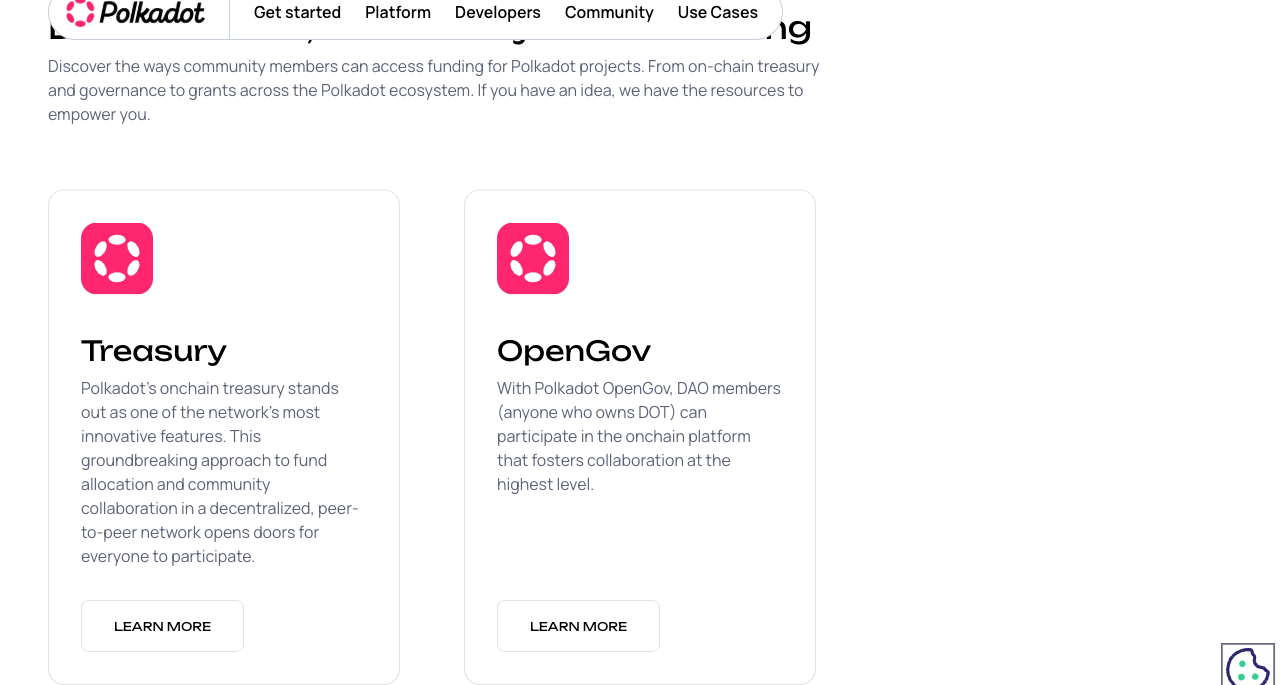 Polkadot Get started Platform Developers Community Use Cases
Discover the ways community members can access funding for Polkadot projects. From on-chain treasury
and governance to grants across the Polkadot ecosystem. If you have an idea, we have the resources to
empower you.
Treasury
Polkadot’s onchain treasury stands
out as one of the network’s most
innovative features. This
groundbreaking approach to fund
allocation and community
collaboration in a decentralized, peer-
to-peer network opens doors for
everyone to participate.
LEARN MORE
OpenGov
With Polkadot OpenGov, DAO members
(anyone who owns DOT) can
participate in the onchain platform
that fosters collaboration at the
highest level.
LEARN MORE